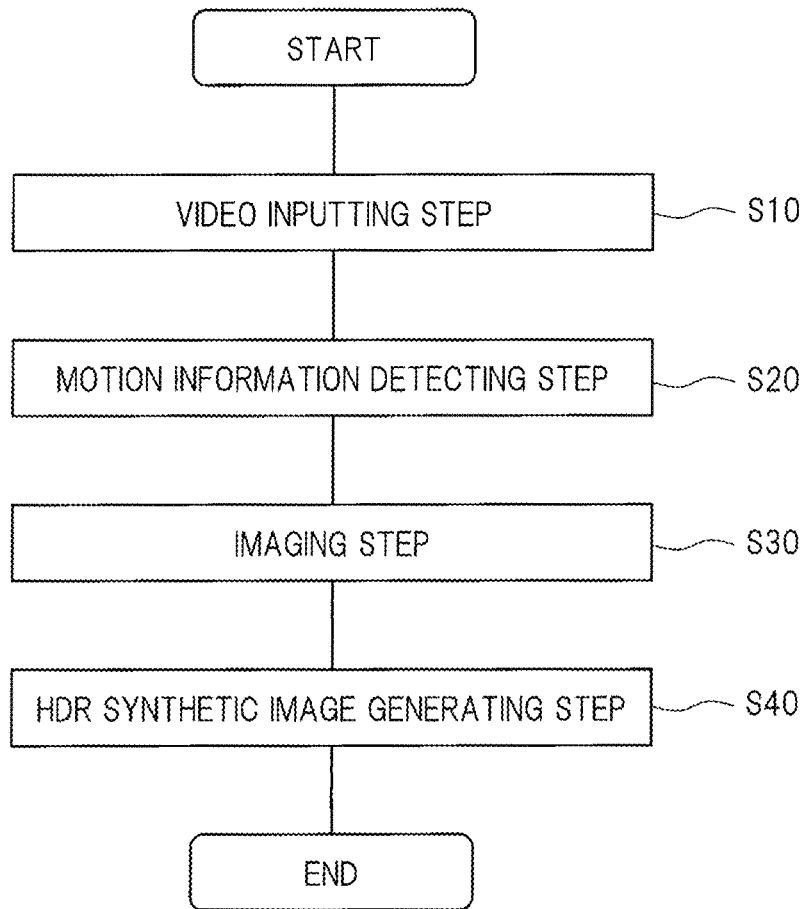 START
VIDEO INPUTTING STEP S10
MOTION INFORMATION DETECTING STEP S20
IMAGING STEP S30
HDR SYNTHETIC IMAGE GENERATING STEP S40
END